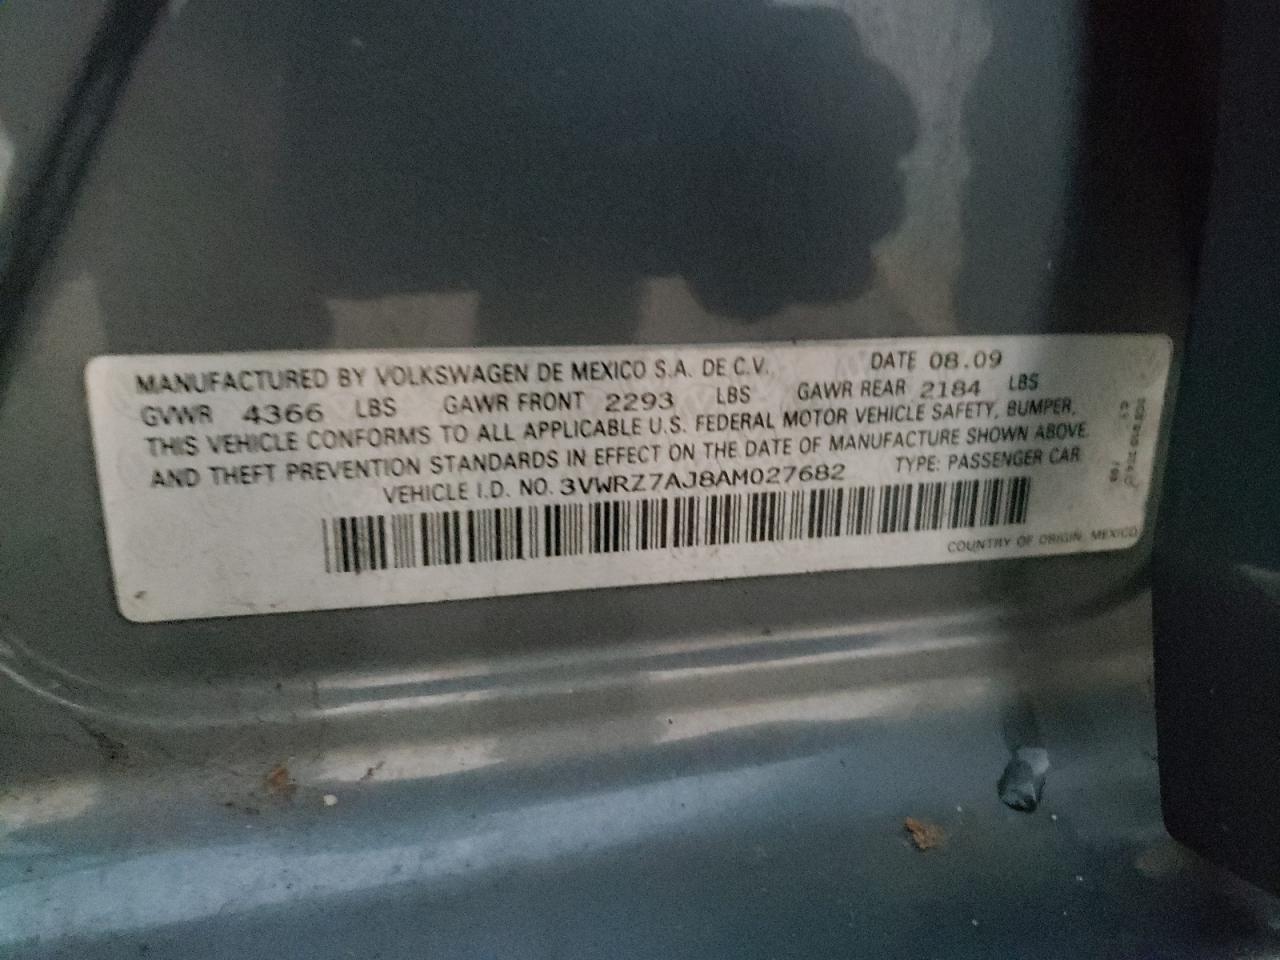 MANUFACTURED BY VOLKSWAGEN DE MEXICO S.A. DE C.V., DATE 08.09
GVWR 4366 LBS GAWR FRONT 2293 LBS GAWR REAR 2184 LBS
THIS VEHICLE CONFORMS TO ALL APPLICABLE U.S. FEDERAL MOTOR VEHICLE SAFETY, BUMPER,
AND THEFT PREVENTION STANDARDS IN EFFECT ON THE DATE OF MANUFACTURE SHOWN ABOVE.
VEHICLE I.D. NO. 3VWRZ7AJ8AM027682 TYPE: PASSENGER CAR
COUNTRY OF ORIGIN: MEXICO